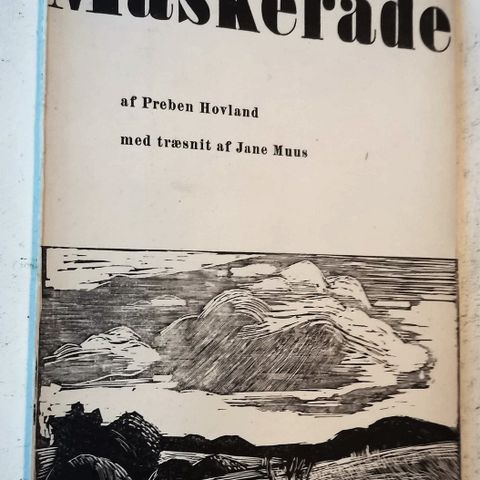 Maskerade
af Preben Hovland
med træsnit af Jane Muus